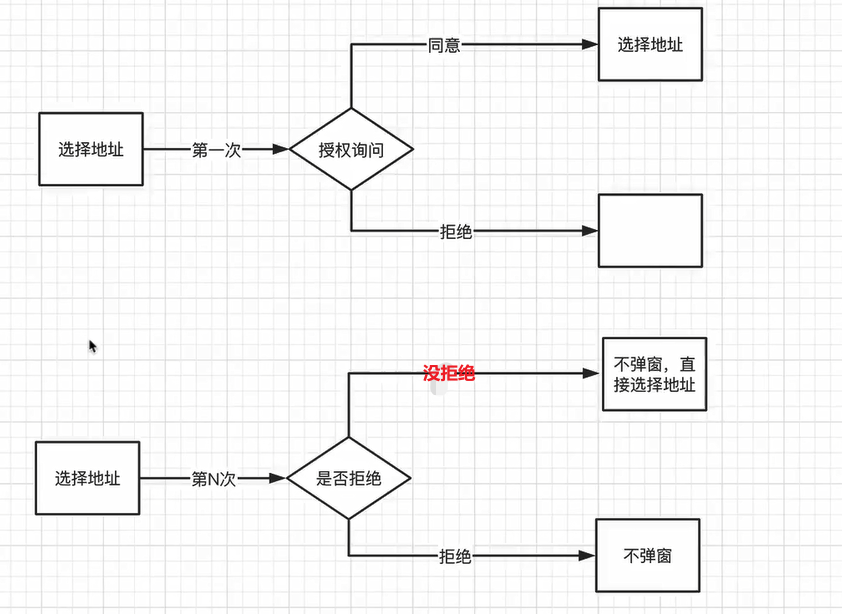 同意
选择地址
选择地址
第一次
授权询问
拒绝
没拒绝
不弹窗，直
接选择地址
选择地址
第N次
是否拒绝
拒绝
不弹窗